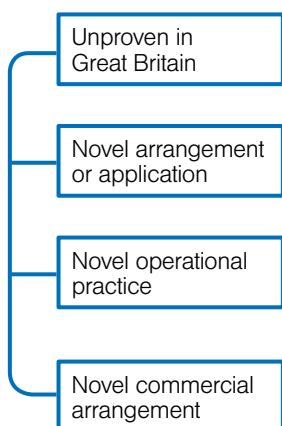 Unproven in
Great Britain
Novel arrangement
or application
Novel operational
practice
Novel commercial
arrangement